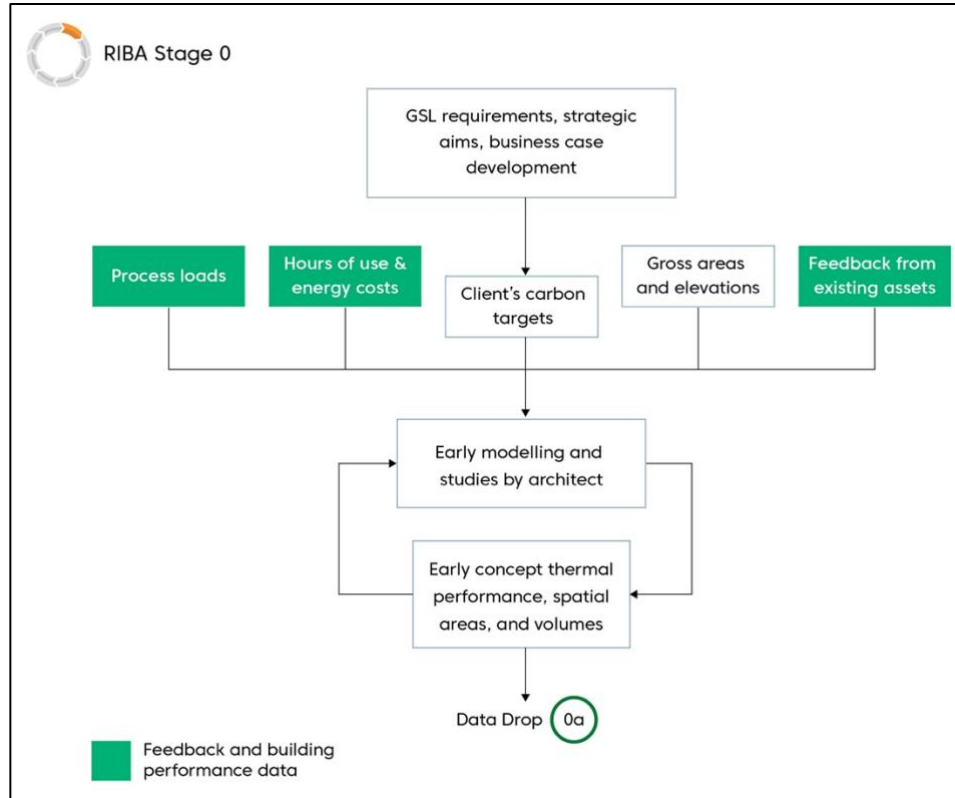 RIBA Stage 0
GSL requirements, strategic
aims, business case
development
Process loads
Hours of use &
energy costs
Client's carbon
targets
Gross areas
and elevations
Feedback from
existing assets
Early modelling and
studies by architect
Early concept thermal
performance, spatial
areas, and volumes
Data Drop 0a
Feedback and building
performance data